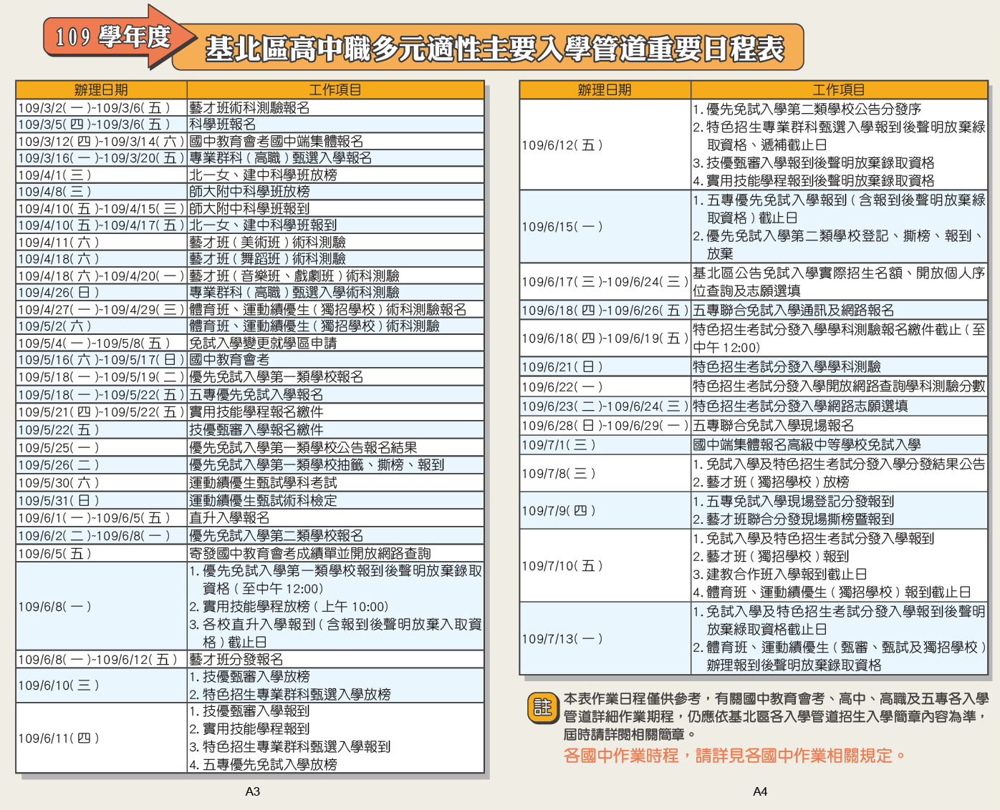 109 學年度
基北區高中職多元適性主要入學管道重要日程表
辦理日期 工作項目
109/3/2( 一 )~109/3/6( 五 ) 藝才班術科測驗報名
109/3/5( 四 )~109/3/6( 五 ) 科學班報名
109/3/12( 四 )~109/3/14( 六 ) 國中教育會考國中端集體報名
109/3/16( 一 )~109/3/20( 五 ) 專業群科 ( 高職 ) 甄選入學報名
109/4/1( 三 ) 北一女、建中科學班放榜
109/4/8( 三 ) 師大附中科學班放榜
109/4/10( 五 )~109/4/15( 三 ) 師大附中科學班報到
109/4/10( 五 )~109/4/17( 五 ) 北一女、建中科學班報到
109/4/11( 六 ) 藝才班 ( 美術班 ) 術科測驗
109/4/18( 六 ) 藝才班 ( 舞蹈班 ) 術科測驗
109/4/18( 六 )~109/4/20( 一 ) 藝才班 ( 音樂班、戲劇班 ) 術科測驗
109/4/26( 日 ) 專業群科 ( 高職 ) 甄選入學術科測驗
109/4/27( 一 )~109/4/29( 三 ) 體育班、運動績優生 ( 獨招學校 ) 術科測驗報名
109/5/2( 六 ) 體育班、運動績優生 ( 獨招學校 ) 術科測驗
109/5/4( 一 )~109/5/8( 五 ) 免試入學變更就學區申請
109/5/16( 六 )~109/5/17( 日 ) 國中教育會考
109/5/18( 一 )~109/5/19( 二 ) 優先免試入學第一類學校報名
109/5/18( 一 )~109/5/22( 五 ) 五專優先免試入學報名
109/5/21( 四 )~109/5/22( 五 ) 實用技能學程報名繳件
109/5/22( 五 ) 技優甄審入學報名繳件
109/5/25( 一 ) 優先免試入學第一類學校公告報名結果
109/5/26( 二 ) 優先免試入學第一類學校抽籤、撕榜、報到
109/5/30( 六 ) 運動績優生甄試學科考試
109/5/31( 日 ) 運動績優生甄試術科檢定
109/6/1( 一 )~109/6/5( 五 ) 直升入學報名
109/6/2( 二 )~109/6/8( 一 ) 優先免試入學第二類學校報名
109/6/5( 五 ) 寄發國中教育會考成績單並開放網路查詢
109/6/8( 一 ) 1. 優先免試入學第一類學校報到後聲明放棄錄取
資格 ( 至中午 12:00)
2. 實用技能學程放榜 ( 上午 10:00)
3. 各校直升入學報到 ( 含報到後聲明放棄入取資
格 ) 截止日
109/6/8( 一 )~109/6/12( 五 ) 藝才班分發報名
109/6/10( 三 ) 1. 技優甄審入學放榜
2. 特色招生專業群科甄選入學放榜
109/6/11( 四 ) 1. 技優甄審入學報到
2. 實用技能學程報到
3. 特色招生專業群科甄選入學報到
4. 五專優先免試入學放榜
A3
辦理日期 工作項目
109/6/12( 五 ) 1. 優先免試入學第二類學校公告分發序
2. 特色招生專業群科甄選入學報到後聲明放棄綠
取資格、遞補截止日
3. 技優甄審入學報到後聲明放棄錄取資格
4. 實用技能學程報到後聲明放棄錄取資格
109/6/15( 一 ) 1. 五專優先免試入學報到 ( 含報到後聲明放棄綠
取資格 ) 截止日
2. 優先免試入學第二類學校登記、撕榜、報到、
放棄
109/6/17( 三 )~109/6/24( 三 ) 基北區公告免試入學實際招生名額、開放個人序
位查詢及志願選填
109/6/18( 四 )~109/6/26( 五 ) 五專聯合免試入學通訊及網路報名
109/6/18( 四 )~109/6/19( 五 ) 特色招生考試分發入學學科測驗報名繳件截止 ( 至
中午 12:00)
109/6/21( 日 ) 特色招生考試分發入學學科測驗
109/6/22( 一 ) 特色招生考試分發入學開放網路查詢學科測驗分數
109/6/23( 二 )~109/6/24( 三 ) 特色招生考試分發入學網路志願選填
109/6/28( 日 )~109/6/29( 一 ) 五專聯合免試入學現場報名
109/7/1( 三 ) 國中端集體報名高級中等學校免試入學
109/7/8( 三 ) 1. 免試入學及特色招生考試分發入學分發結果公告
2. 藝才班 ( 獨招學校 ) 放榜
109/7/9( 四 ) 1. 五專免試入學現場登記分發報到
2. 藝才班聯合分發現場撕榜暨報到
109/7/10( 五 ) 1. 免試入學及特色招生考試分發入學報到
2. 藝才班 ( 獨招學校 ) 報到
3. 建教合作班入學報到截止日
4. 體育班、運動績優生 ( 獨招學校 ) 報到截止日
109/7/13( 一 ) 1. 免試入學及特色招生考試分發入學報到後聲明
放棄綠取資格截止日
2. 體育班、運動績優生 ( 甄審、甄試及獨招學校 )
辦理報到後聲明放棄錄取資格
註 本表作業日程僅供參考，有關國中教育會考、高中、高職及五專各入學
管道詳細作業期程，仍應依基北區各入學管道招生入學簡章內容為準，
屆時請詳閱相關簡章。
各國中作業時程，請詳見各國中作業相關規定。
A4